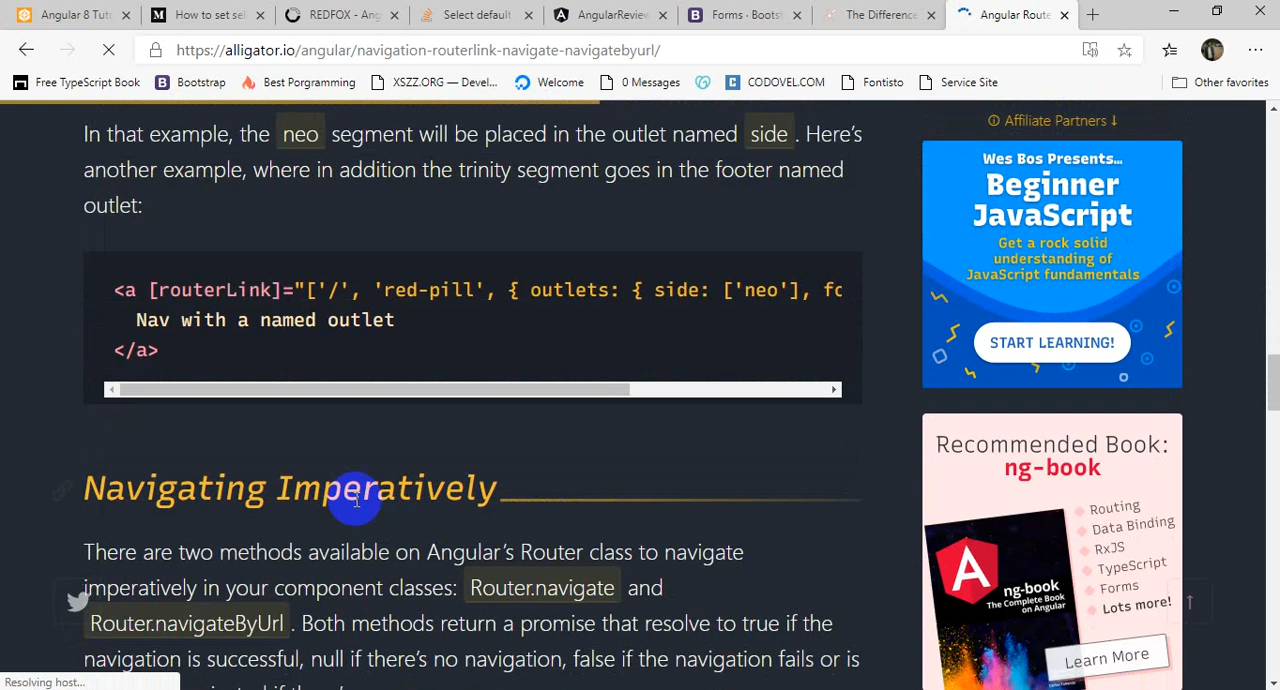 Angular 8 Tuto
How to set sel
REDFOX - Ang
Select default
AngularReview
Forms · Bootst
The Difference
Angular Route
https://alligator.io/angular/navigation-routerlink-navigate-navigatebyurl/
Free TypeScript Book
Bootstrap
Best Porgramming
XSZZ.ORG — Devel...
Welcome
0 Messages
CODOVEL.COM
Fontisto
Service Site
Other favorites
In that example, the neo segment will be placed in the outlet named side . Here's
another example, where in addition the trinity segment goes in the footer named
outlet:
<a [routerLink]="['/', 'red-pill', { outlets: { side: ['neo'], fo
Nav with a named outlet
</a>
Navigating Imperatively
There are two methods available on Angular's Router class to navigate
imperatively in your component classes: Router.navigate and
Router.navigateByUrl . Both methods return a promise that resolve to true if the
navigation is successful, null if there's no navigation, false if the navigation fails or is
Affiliate Partners ↓
Wes Bos Presents...
Beginner
JavaScript
Get a rock solid
understanding of
JavaScript fundamentals
START LEARNING!
Recommended Book:
ng-book
Routing
Data Binding
RxJS
TypeScript
Forms
Lots more!
A
ng-book
The Complete Book
on Angular
Learn More
Resolving host...